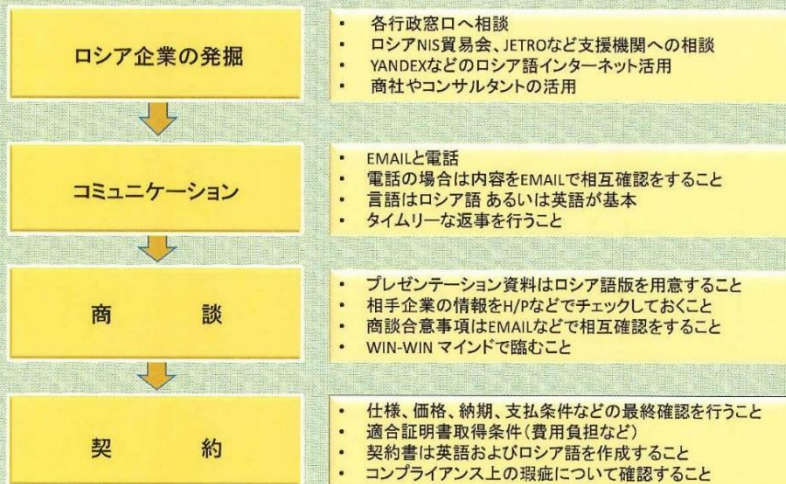 ロシア企業の発掘
• 各行政窓口へ相談
• ロシアNIS貿易会、JETROなど支援機関への相談
• YANDEXなどのロシア語インターネット活用
• 商社やコンサルタントの活用
コミュニケーション
• EMAILと電話
• 電話の場合は内容をEMAILで相互確認をすること
• 言語はロシア語 あるいは英語が基本
• タイムリーな返事を行うこと
商 談
• プレゼンテーション資料はロシア語版を用意すること
• 相手企業の情報をH/Pなどでチェックしておくこと
• 商談合意事項はEMAILなどで相互確認をすること
• WIN-WIN マインドで臨むこと
契 約
• 仕様、価格、納期、支払条件などの最終確認を行うこと
• 適合証明書取得条件(費用負担など)
• 契約書は英語およびロシア語を作成すること
• コンプライアンス上の瑕疵について確認すること